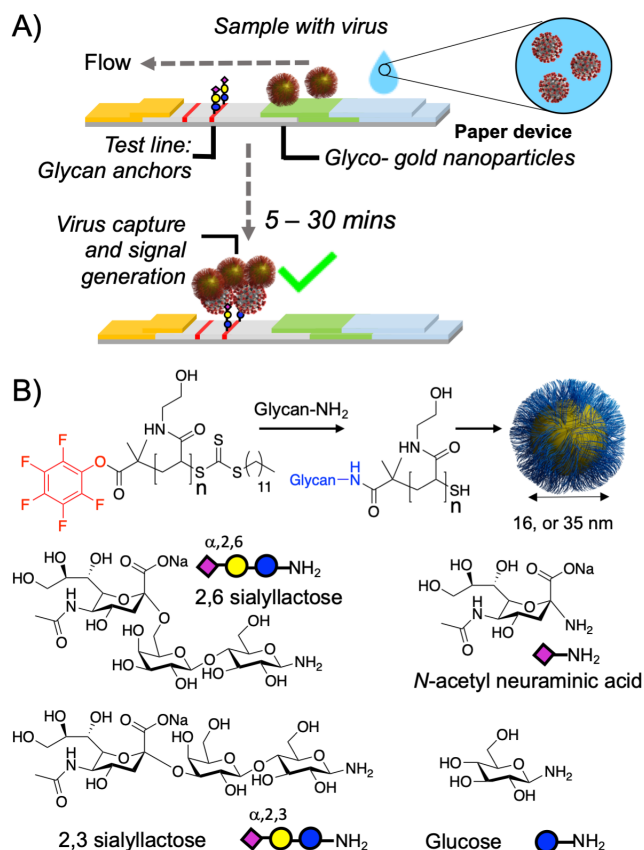 A)
Sample with virus
Flow
Paper device
Test line:
Glycan anchors
Glyco- gold nanoparticles
5 – 30 mins
Virus capture
and signal
generation
B)
OH
HN
O
F
F
F
F
F
O
O
n
S
S
S
11
Glycan-NH2
OH
HN
O
Glycan
H
N
O
n
SH
16, or 35 nm
HO
OH
OH
ONa
O
HO
O
H
N
O
HO
O
α,2,6
NH2
2,6 sialyllactose
HO
O
HO
OH
O
OH
O
HO
OH
NH2
HO
OH
OH
ONa
O
HO
O
H
N
O
HO
NH2
NH2
N-acetyl neuraminic acid
HO
OH
OH
ONa
O
HO
O
H
N
O
HO
O
OH
OH
O
OH
O
OH
O
HO
OH
NH2
α,2,3
2,3 sialyllactose
NH2
OH
HO
HO
O
OH
NH2
Glucose
NH2